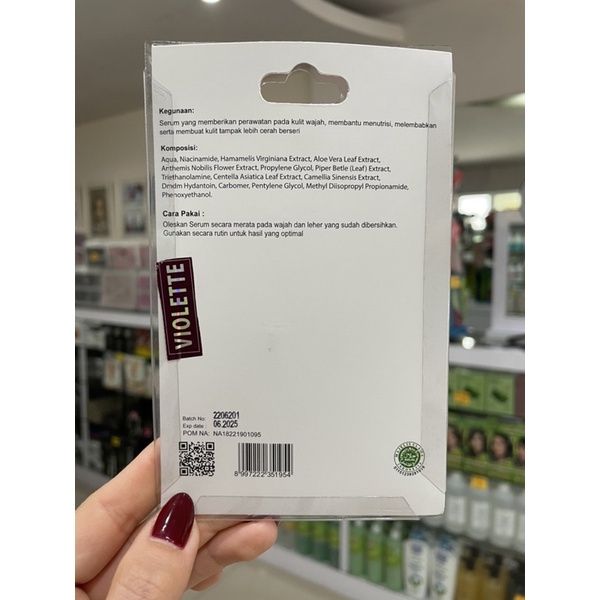 Kegunaan:
Serum yang memberikan perawatan pada kulit wajah, membantu menutrisi, melembabkan
serta membuat kulit tampak lebih cerah berseri
Komposisi:
Aqua, Niacinamide, Hamamelis Virginiana Extract, Aloe Vera Leaf Extract,
Anthemis Nobilis Flower Extract, Propylene Glycol, Piper Betle (Leaf) Extract,
Triethanolamine, Centella Asiatica Leaf Extract, Camellia Sinensis Extract,
Dmdm Hydantoin, Carbomer, Pentylene Glycol, Methyl Diisopropyl Propionamide,
Phenoxyethanol.
Cara Pakai :
Oleskan Serum secara merata pada wajah dan leher yang sudah dibersihkan.
Gunakan secara rutin untuk hasil yang optimal
VIOLETTE
Batch No: 2206201
Exp date : 06.2025
POM NA: NA18221901095
8 997222 351954